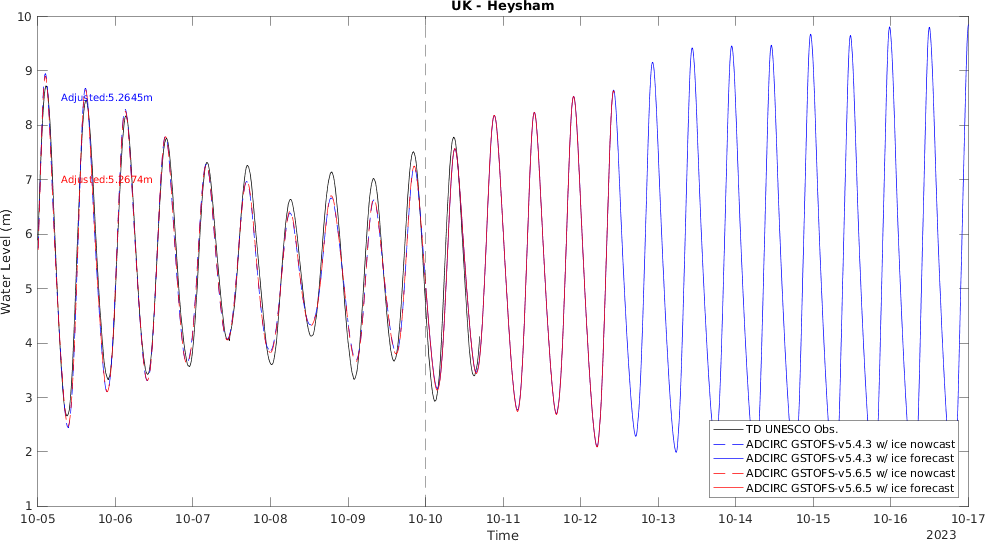 UK - Heysham
Water Level (m)
10
9
8
7
6
5
4
3
2
1
Adjusted:5.2645m
Adjusted:5.2674m
TD UNESCO Obs.
ADCIRC GSTOFS-v5.4.3 w/ ice nowcast
ADCIRC GSTOFS-v5.4.3 w/ ice forecast
ADCIRC GSTOFS-v5.6.5 w/ ice nowcast
ADCIRC GSTOFS-v5.6.5 w/ ice forecast
10-05 10-06 10-07 10-08 10-09 10-10 10-11 10-12 10-13 10-14 10-15 10-16 10-17
Time
2023